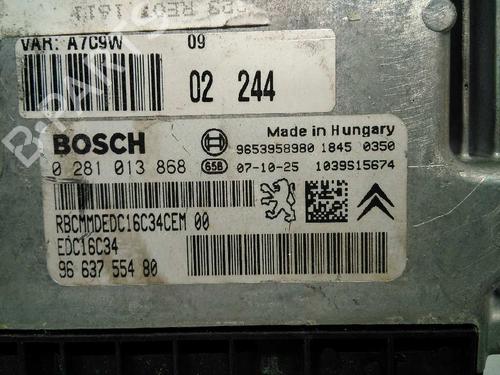 VAR: A7C9W 09
02 244
BOSCH
Made in Hungary
9653958980 1845 0350
0 281 013 868 65B 07-10-25 1039S15674
RBCMMDEDC16C34CEM 00
EDC16C34
96 637 554 80